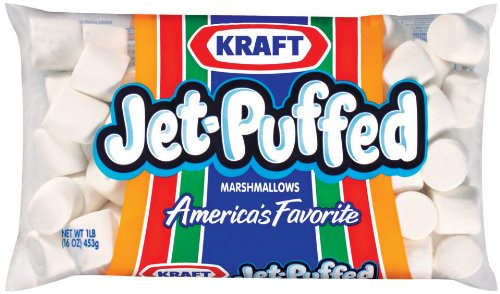 KRAFT
Jet-Puffed
MARSHMALLOWS
America's Favorite
NET WT 1LB
(16 OZ) 453g
KRAFT
Jet-Puffed